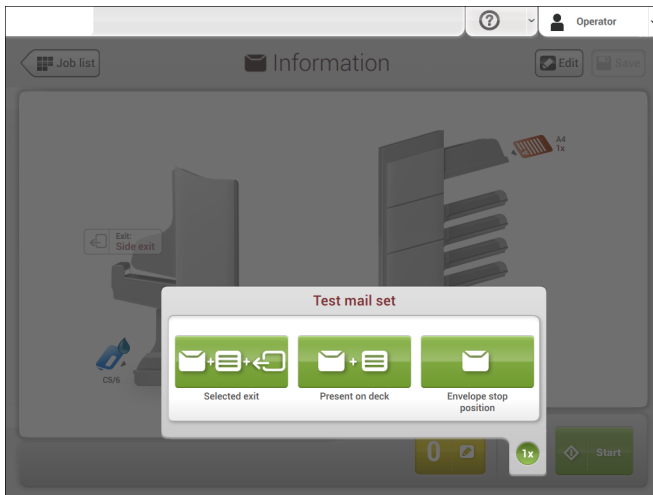 ?
Operator
Job list
Information
Edit
Save
A4
1x
Exit:
Side exit
C5/6
Test mail set
Selected exit
Present on deck
Envelope stop
position
0
1x
Start